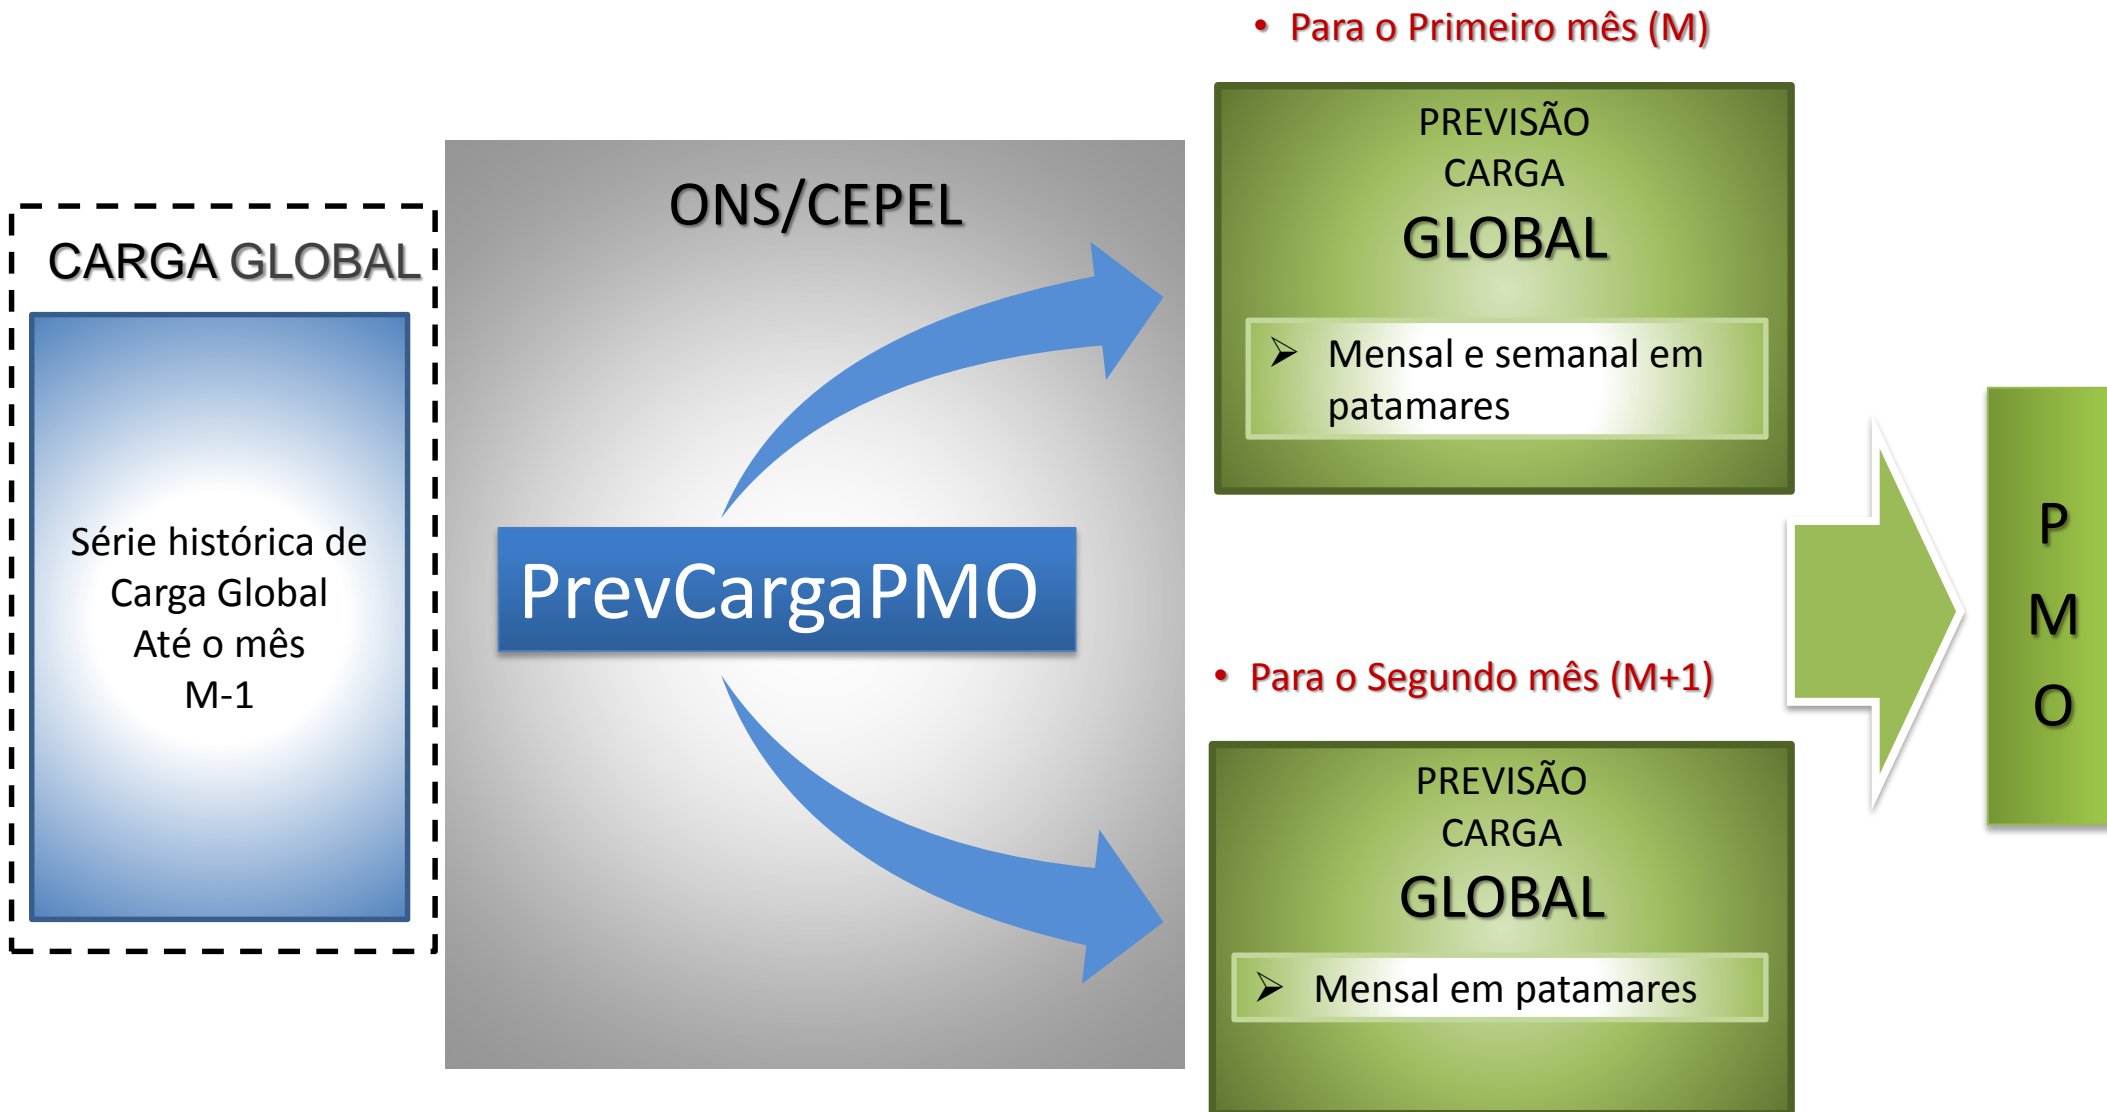 CARGA GLOBAL
Série histórica de
Carga Global
Até o mês
M-1
ONS/CEPEL
PrevCargaPMO
• Para o Primeiro mês (M)
PREVISÃO
CARGA
GLOBAL
➢ Mensal e semanal em
patamares
• Para o Segundo mês (M+1)
PREVISÃO
CARGA
GLOBAL
➢ Mensal em patamares
P
M
O